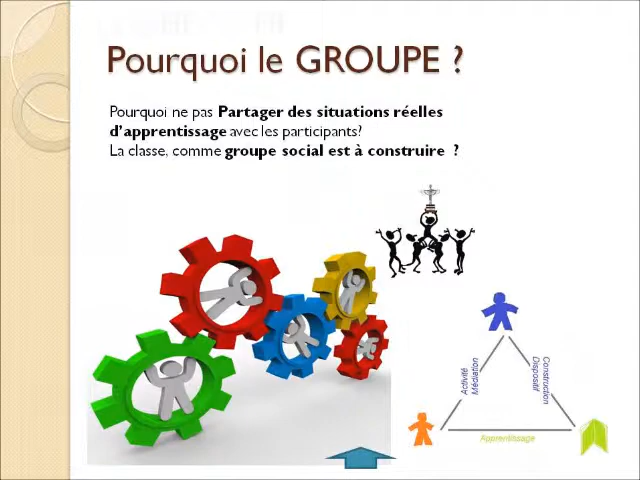 Pourquoi le GROUPE ?
Pourquoi ne pas Partager des situations réelles
d'apprentissage avec les participants?
La classe, comme groupe social est à construire ?
Activité
Médiation
Construction
Dispositif
Apprentissage